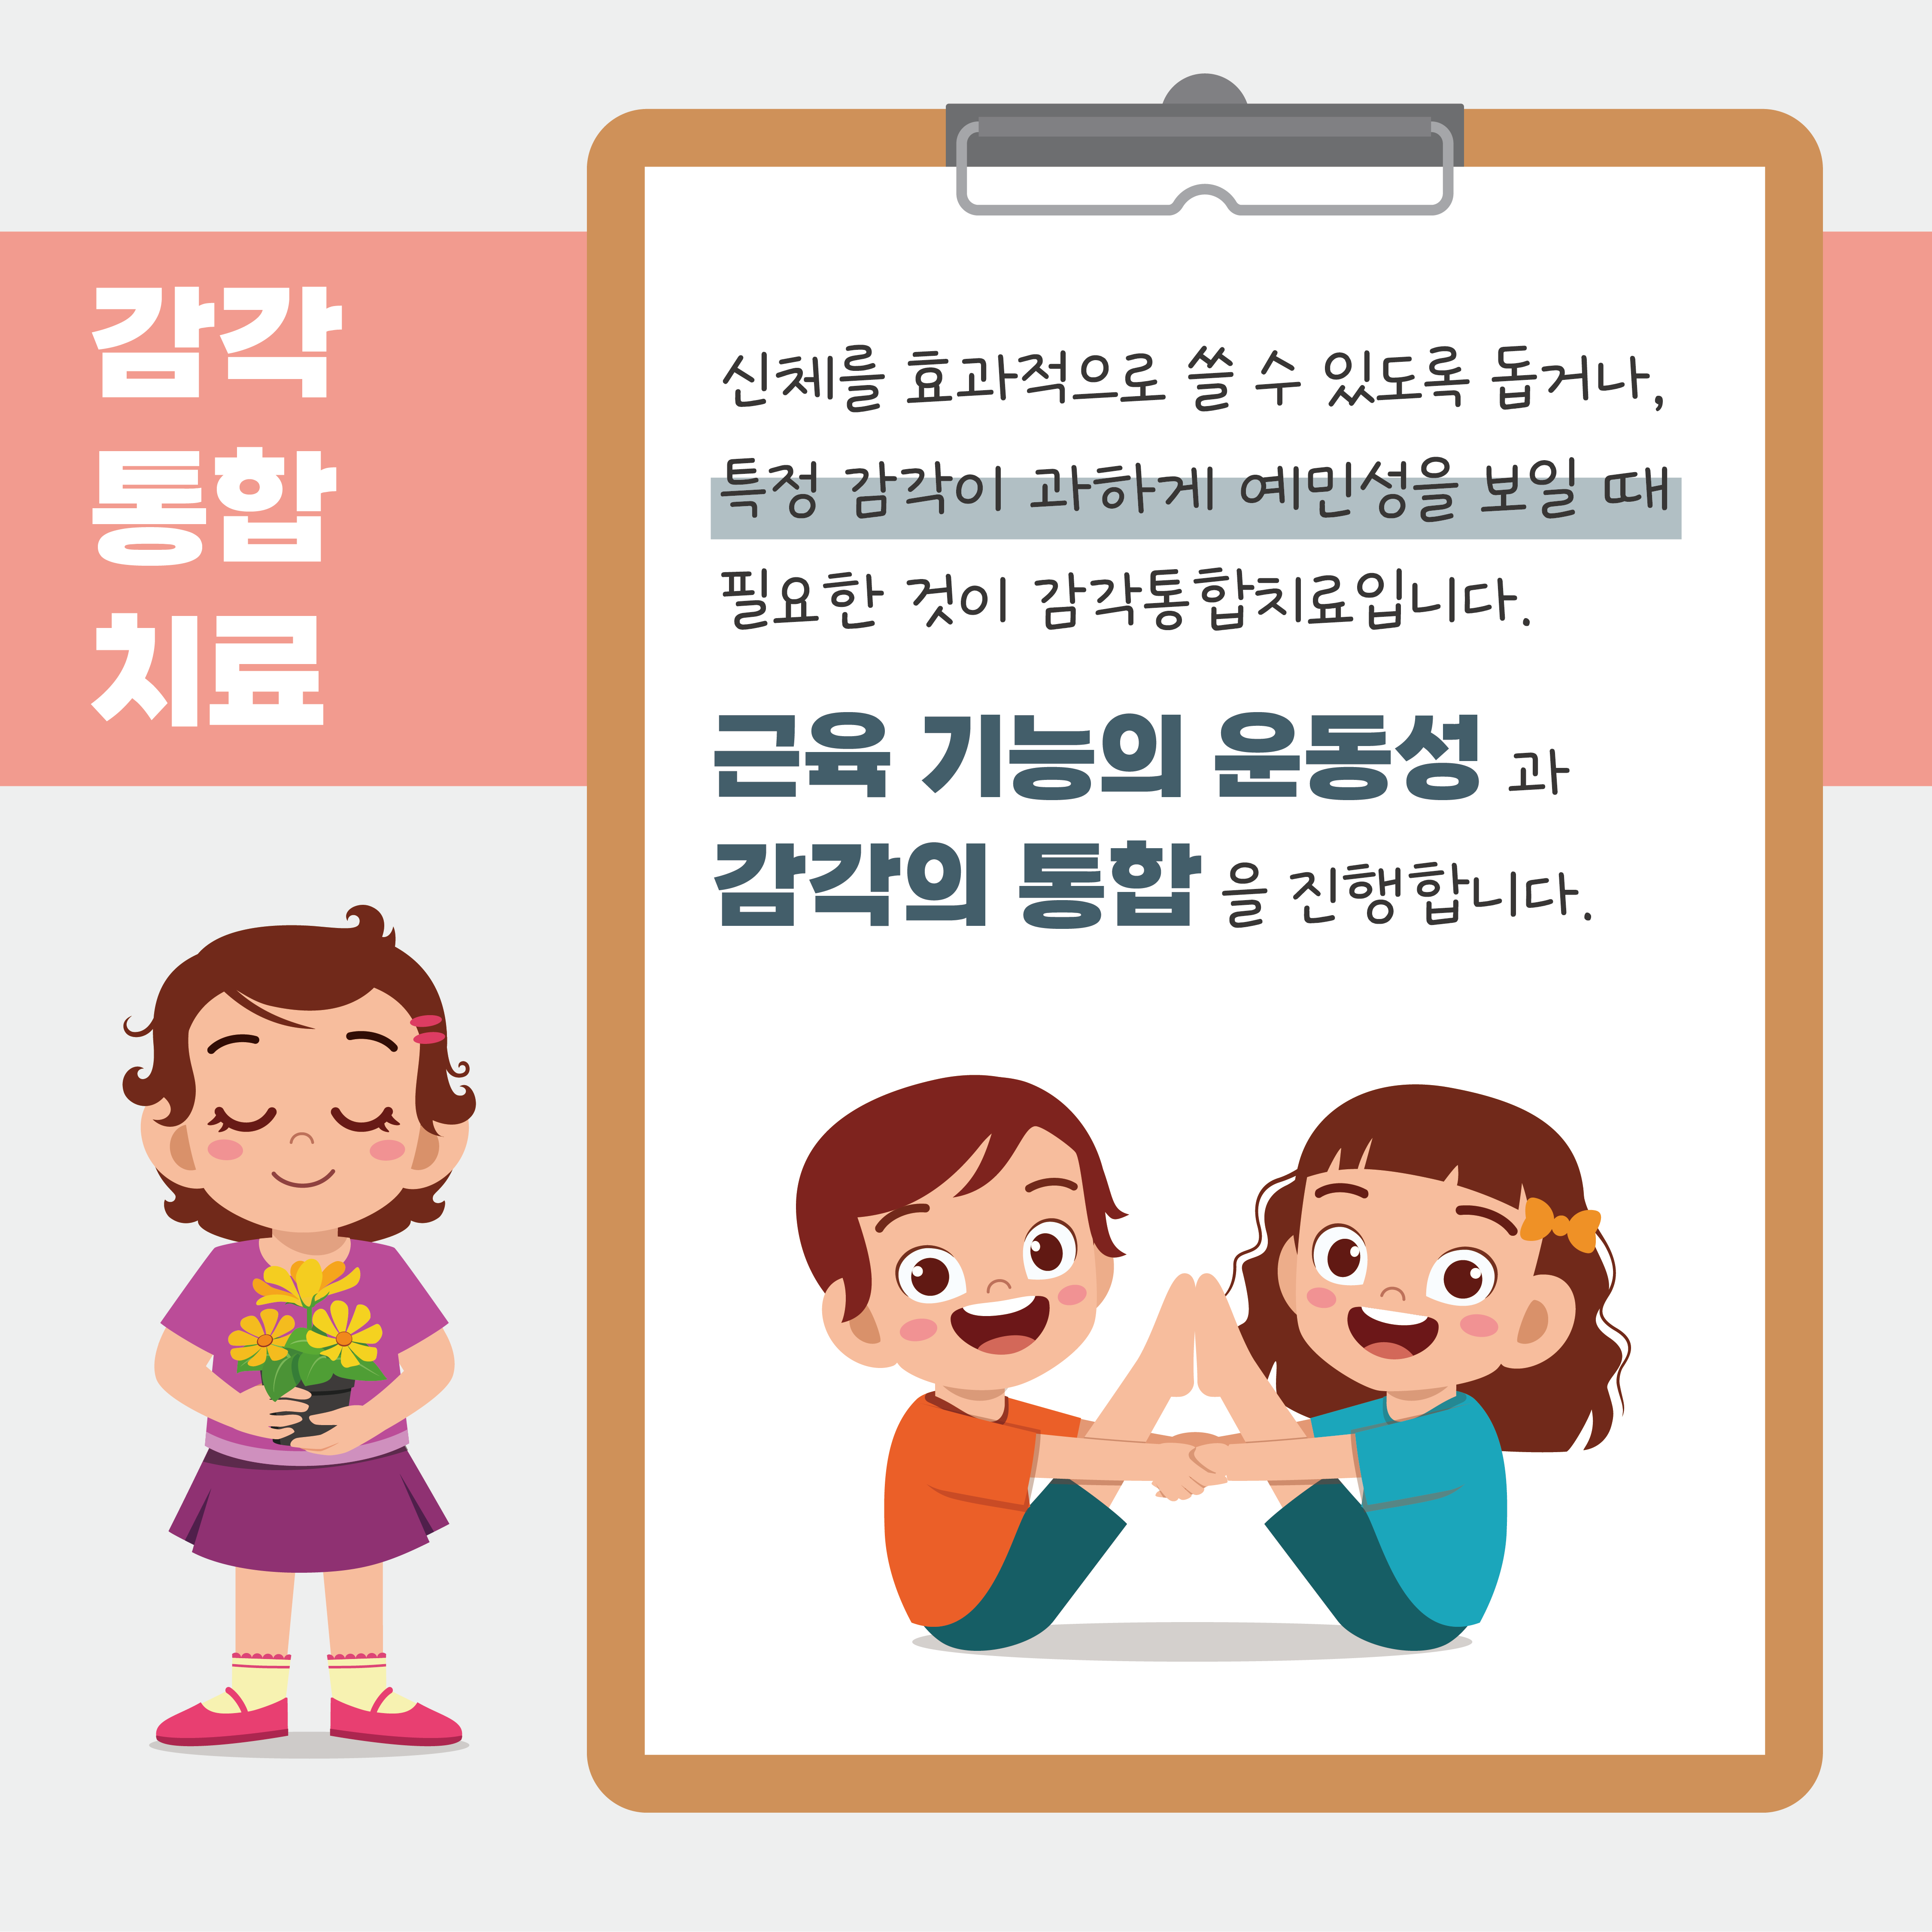 감각
통합
치료
신체를 효과적으로 쓸 수 있도록 돕거나,
특정 감각이 과하게 예민성을 보일 때
필요한 것이 감각통합치료입니다.
근육 기능의 운동성 과
감각의 통합 을 진행합니다.